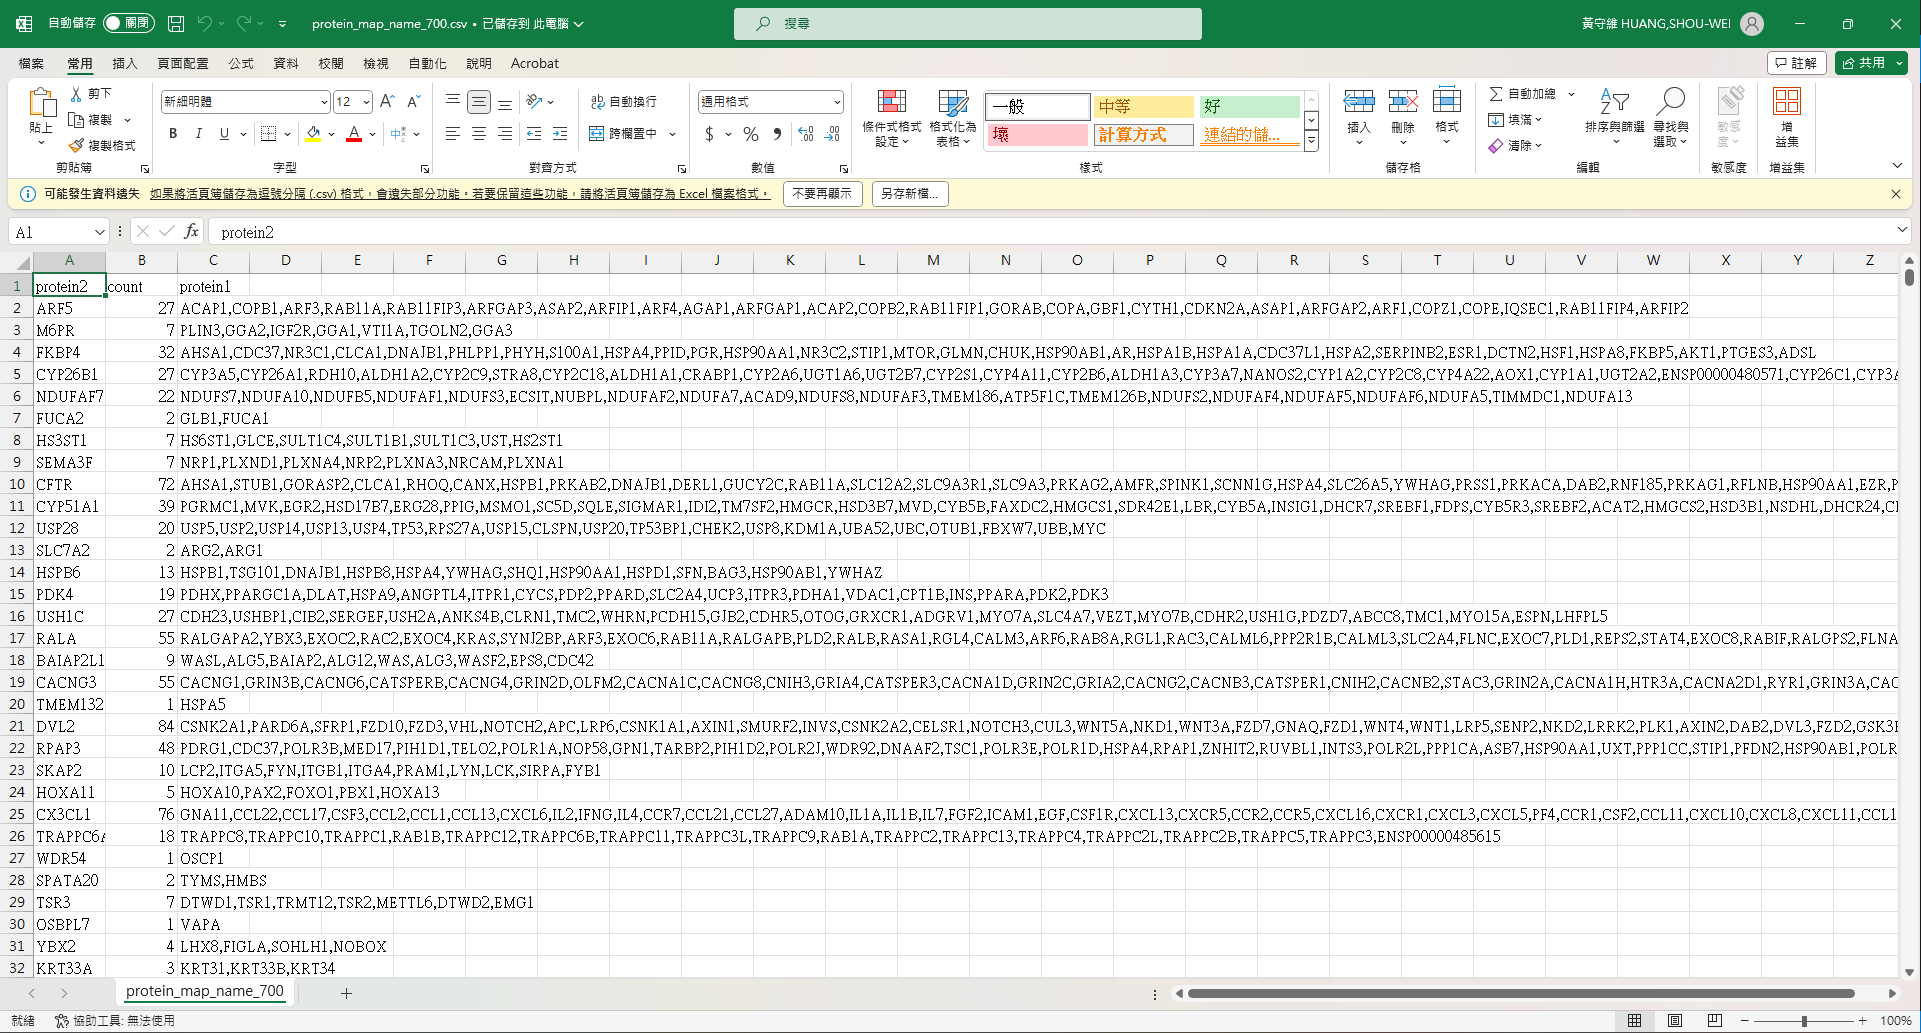 自動儲存 關閉 protein_map_name_700.csv • 已儲存到 此電腦 搜尋 黃守維 HUANG,SHOU-WEI
檔案 常用 插入 頁面配置 公式 資料 校閱 檢視 自動化 說明 Acrobat 註解 共用
貼上 剪下 複製 複製格式 剪貼簿
新細明體 12 B I U A 中 字型
ab 自動換行 跨欄置中 對齊方式
通用格式 $ % 數值
條件式格式設定 格式化為表格 一般 中等 好 壞 計算方式 連結的儲... 樣式
插入 刪除 格式 儲存格
自動加總 填滿 清除 排序與篩選 尋找與選取 編輯
敏感度 敏感度
增益集 增益集
可能發生資料遺失 如果將活頁簿儲存為逗號分隔 (.csv) 格式，會遺失部分功能。若要保留這些功能，請將活頁簿儲存為 Excel 檔案格式。 不要再顯示 另存新檔...
A1 fx protein2
A B C D E F G H I J K L M N O P Q R S T U V W X Y Z
1 protein2 count protein1
2 ARF5 27 ACAP1,COPB1,ARF3,RAB11A,RAB11FIP3,ARFGAP3,ASAP2,ARFIP1,ARF4,AGAP1,ARFGAP1,ACAP2,COPB2,RAB11FIP1,GORAB,COPA,GBF1,CYTH1,CDKN2A,ASAP1,ARFGAP2,ARF1,COPZ1,COPE,IQSEC1,RAB11FIP4,ARFIP2
3 M6PR 7 PLIN3,GGA2,IGF2R,GGA1,VTI1A,TGOLN2,GGA3
4 FKBP4 32 AHSA1,CDC37,NR3C1,CLCA1,DNAJB1,PHLPP1,PHYH,S100A1,HSPA4,PPID,PGR,HSP90AA1,NR3C2,STIP1,MTOR,GLMN,CHUK,HSP90AB1,AR,HSPA1B,HSPA1A,CDC37L1,HSPA2,SERPINB2,ESR1,DCTN2,HSF1,HSPA8,FKBP5,AKT1,PTGES3,ADSL
5 CYP26B1 27 CYP3A5,CYP26A1,RDH10,ALDH1A2,CYP2C9,STRA8,CYP2C18,ALDH1A1,CRABP1,CYP2A6,UGT1A6,UGT2B7,CYP2S1,CYP4A11,CYP2B6,ALDH1A3,CYP3A7,NANOS2,CYP1A2,CYP2C8,CYP4A22,AOX1,CYP1A1,UGT2A2,ENSP00000480571,CYP26C1,CYP3A
6 NDUFAF7 22 NDUFS7,NDUFA10,NDUFB5,NDUFAF1,NDUFS3,ECSIT,NUBPL,NDUFAF2,NDUFA7,ACAD9,NDUFS8,NDUFAF3,TMEM186,ATP5F1C,TMEM126B,NDUFS2,NDUFAF4,NDUFAF5,NDUFAF6,NDUFA5,TIMMDC1,NDUFA13
7 FUCA2 2 GLB1,FUCA1
8 HS3ST1 7 HS6ST1,GLCE,SULT1C4,SULT1B1,SULT1C3,UST,HS2ST1
9 SEMA3F 7 NRP1,PLXND1,PLXNA4,NRP2,PLXNA3,NRCAM,PLXNA1
10 CFTR 72 AHSA1,STUB1,GORASP2,CLCA1,RHOQ,CANX,HSPB1,PRKAB2,DNAJB1,DERL1,GUCY2C,RAB11A,SLC12A2,SLC9A3R1,SLC9A3,PRKAG2,AMFR,SPINK1,SCNN1G,HSPA4,SLC26A5,YWHAG,PRSS1,PRKACA,DAB2,RNF185,PRKAG1,RFLNB,HSP90AA1,EZR,P
11 CYP51A1 39 PGRMC1,MVK,EGR2,HSD17B7,ERG28,PPIG,MSMO1,SC5D,SQLE,SIGMAR1,IDI2,TM7SF2,HMGCR,HSD3B7,MVD,CYB5B,FAXDC2,HMGCS1,SDR42E1,LBR,CYB5A,INSIG1,DHCR7,SREBF1,FDPS,CYB5R3,SREBF2,ACAT2,HMGCS2,HSD3B1,NSDHL,DHCR24,C
12 USP28 20 USP5,USP2,USP14,USP13,USP4,TP53,RPS27A,USP15,CLSPN,USP20,TP53BP1,CHEK2,USP8,KDM1A,UBA52,UBC,OTUB1,FBXW7,UBB,MYC
13 SLC7A2 2 ARG2,ARG1
14 HSPB6 13 HSPB1,TSG101,DNAJB1,HSPB8,HSPA4,YWHAG,SHQ1,HSP90AA1,HSPD1,SFN,BAG3,HSP90AB1,YWHAZ
15 PDK4 19 PDHX,PPARGC1A,DLAT,HSPA9,ANGPTL4,ITPR1,CYCS,PDP2,PPARD,SLC2A4,UCP3,ITPR3,PDHA1,VDAC1,CPT1B,INS,PPARA,PDK2,PDK3
16 USH1C 27 CDH23,USHBP1,CIB2,SERGEF,USH2A,ANKS4B,CLRN1,TMC2,WHRN,PCDH15,GJB2,CDHR5,OTOG,GRXCR1,ADGRV1,MYO7A,SLC4A7,VEZT,MYO7B,CDHR2,USH1G,PDZD7,ABCC8,TMC1,MYO15A,ESPN,LHFPL5
17 RALA 55 RALGAPA2,YBX3,EXOC2,RAC2,EXOC4,KRAS,SYNJ2BP,ARF3,EXOC6,RAB11A,RALGAPB,PLD2,RALB,RASA1,RGL4,CALM3,ARF6,RAB8A,RGL1,RAC3,CALML6,PPP2R1B,CALML3,SLC2A4,FLNC,EXOC7,PLD1,REPS2,STAT4,EXOC8,RABIF,RALGPS2,FLNA
18 BAIAP2L1 9 WASL,ALG5,BAIAP2,ALG12,WAS,ALG3,WASF2,EPS8,CDC42
19 CACNG3 55 CACNG1,GRIN3B,CACNG6,CATSPERB,CACNG4,GRIN2D,OLFM2,CACNA1C,CACNG8,CNIH3,GRIA4,CATSPER3,CACNA1D,GRIN2C,GRIA2,CACNG2,CACNB3,CATSPER1,CNIH2,CACNB2,STAC3,GRIN2A,CACNA1H,HTR3A,CACNA2D1,RYR1,GRIN3A,CAC
20 TMEM132 1 HSPA5
21 DVL2 84 CSNK2A1,PARD6A,SFRP1,FZD10,FZD3,VHL,NOTCH2,APC,LRP6,CSNK1A1,AXIN1,SMURF2,INVS,CSNK2A2,CELSR1,NOTCH3,CUL3,WNT5A,NKD1,WNT3A,FZD7,GNAQ,FZD1,WNT4,WNT1,LRP5,SENP2,NKD2,LRRK2,PLK1,AXIN2,DAB2,DVL3,FZD2,GSK3
22 RPAP3 48 PDRG1,CDC37,POLR3B,MED17,PIH1D1,TELO2,POLR1A,NOP58,GPN1,TARBP2,PIH1D2,POLR2J,WDR92,DNAAF2,TSC1,POLR3E,POLR1D,HSPA4,RPAP1,ZNHIT2,RUVBL1,INTS3,POLR2L,PPP1CA,ASB7,HSP90AA1,UXT,PPP1CC,STIP1,PFDN2,HSP90AB1,POLR
23 SKAP2 10 LCP2,ITGA5,FYN,ITGB1,ITGA4,PRAM1,LYN,LCK,SIRPA,FYB1
24 HOXA11 5 HOXA10,PAX2,FOXO1,PBX1,HOXA13
25 CX3CL1 76 GNA11,CCL22,CCL17,CSF3,CCL2,CCL1,CCL13,CXCL6,IL2,IFNG,IL4,CCR7,CCL21,CCL27,ADAM10,IL1A,IL1B,IL7,FGF2,ICAM1,EGF,CSF1R,CXCL13,CXCR5,CCR2,CCR5,CXCL16,CXCR1,CXCL3,CXCL5,PF4,CCR1,CSF2,CCL11,CXCL10,CXCL8,CXCL11,CCL1
26 TRAPPC6A 18 TRAPPC8,TRAPPC10,TRAPPC1,RAB1B,TRAPPC12,TRAPPC6B,TRAPPC11,TRAPPC3L,TRAPPC9,RAB1A,TRAPPC2,TRAPPC13,TRAPPC4,TRAPPC2L,TRAPPC2B,TRAPPC5,TRAPPC3,ENSP00000485615
27 WDR54 1 OSCP1
28 SPATA20 2 TYMS,HMBS
29 TSR3 7 DTWD1,TSR1,TRMT12,TSR2,METTL6,DTWD2,EMG1
30 OSBPL7 1 VAPA
31 YBX2 4 LHX8,FIGLA,SOHLH1,NOBOX
32 KRT33A 3 KRT31,KRT33B,KRT34
protein_map_name_700
就緒 協助工具: 無法使用 100%